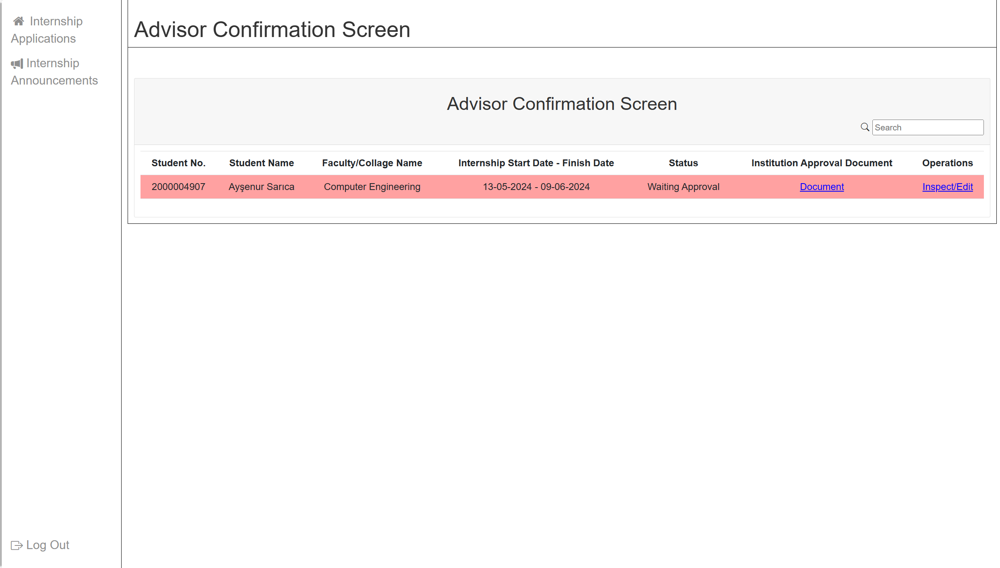 Internship
Applications
Internship
Announcements
Log Out
Advisor Confirmation Screen
Advisor Confirmation Screen
Search
Student No. Student Name Faculty/Collage Name Internship Start Date - Finish Date Status Institution Approval Document Operations
2000004907 Ayşenur Sarıca Computer Engineering 13-05-2024 - 09-06-2024 Waiting Approval Document Inspect/Edit